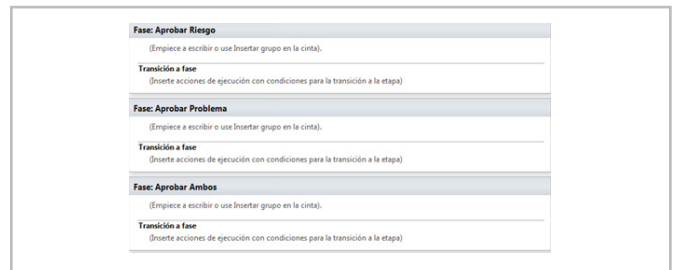 Fase: Aprobar Riesgo
(Empiece a escribir o use Insertar grupo en la cinta).
Transición a fase
(Inserte acciones de ejecución con condiciones para la transición a la etapa)
Fase: Aprobar Problema
(Empiece a escribir o use Insertar grupo en la cinta).
Transición a fase
(Inserte acciones de ejecución con condiciones para la transición a la etapa)
Fase: Aprobar Ambos
(Empiece a escribir o use Insertar grupo en la cinta).
Transición a fase
(Inserte acciones de ejecución con condiciones para la transición a la etapa)